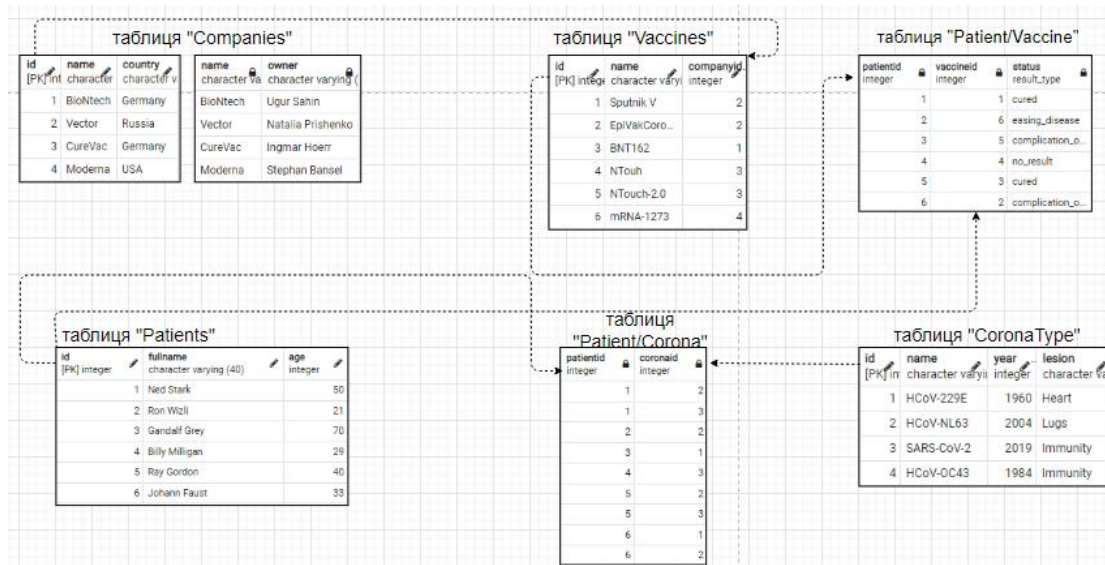 таблиця "Companies"
id name country
[PK] int character character v
1 BioNtech Germany
2 Vector Russia
3 CureVac Germany
4 Moderna USA
name owner
character va character varying (
BioNtech Ugur Sahin
Vector Natalia Prishenko
CureVac Ingmar Hoerr
Moderna Stephan Bansel
таблиця "Vaccines"
id name companyid
[PK] intege character varyi integer
1 Sputnik V 2
2 EpiVakCoro... 2
3 BNT162 1
4 NTouh 3
5 NTouch-2.0 3
6 mRNA-1273 4
таблиця "Patient/Vaccine"
patientid vaccineid status
integer integer result_type
1 1 cured
2 6 easing_disease
3 5 complication_o...
4 4 no_result
5 3 cured
6 2 complication_o...
таблиця "Patients"
id fullname age
[PK] integer character varying (40) integer
1 Ned Stark 50
2 Ron Wizli 21
3 Gandalf Grey 70
4 Billy Milligan 29
5 Ray Gordon 40
6 Johann Faust 33
таблиця
"Patient/Corona"
patientid coronaid
integer integer
1 2
1 3
2 2
3 1
4 3
5 2
5 3
6 1
6 2
таблиця "CoronaType"
id name year lesion
[PK] in character varyi integer character va
1 HCoV-229E 1960 Heart
2 HCoV-NL63 2004 Lugs
3 SARS-CoV-2 2019 Immunity
4 HCoV-OC43 1984 Immunity